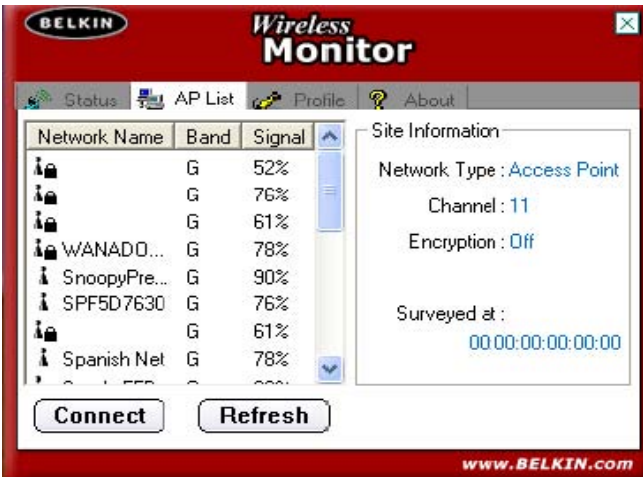 BELKIN
Wireless
Monitor
Status AP List Profile About
Network Name Band Signal
G 52%
G 76%
G 61%
WANADO... G 78%
SnoopyPre... G 90%
SPF5D7630 G 76%
G 61%
Spanish Net G 78%
Site Information
Network Type : Access Point
Channel : 11
Encryption : Off
Surveyed at :
00:00:00:00:00:00
Connect Refresh
www.BELKIN.com